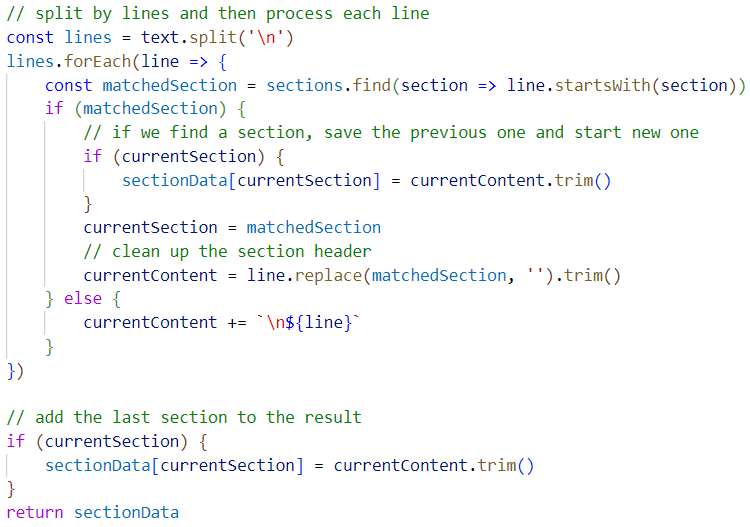 // split by lines and then process each line
const lines = text.split('\n')
lines.forEach(line => {
    const matchedSection = sections.find(section => line.startsWith(section))
    if (matchedSection) {
        // if we find a section, save the previous one and start new one
        if (currentSection) {
            sectionData[currentSection] = currentContent.trim()
        }
        currentSection = matchedSection
        // clean up the section header
        currentContent = line.replace(matchedSection, '').trim()
    } else {
        currentContent += `\n${line}`
    }
})

// add the last section to the result
if (currentSection) {
    sectionData[currentSection] = currentContent.trim()
}
return sectionData